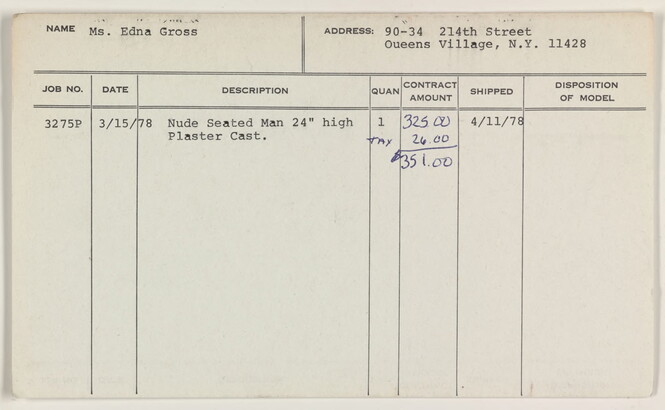 NAME Ms. Edna Gross ADDRESS: 90-34 214th Street
Queens Village, N.Y. 11428
JOB NO. DATE DESCRIPTION QUAN CONTRACT AMOUNT SHIPPED DISPOSITION OF MODEL
3275P 3/15/78 Nude Seated Man 24" high 1 325.00 4/11/78
Plaster Cast. TAX 26.00
$351.00